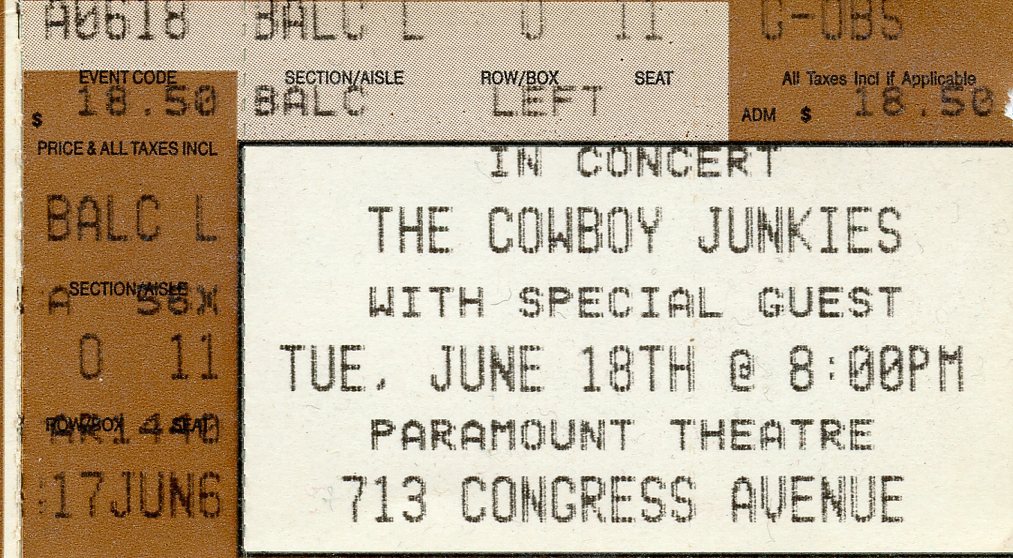 A0618 BALC L O 11 C-OBS
EVENT CODE SECTION/AISLE ROW/BOX SEAT All Taxes Incl if Applicable
$ 18.50 BALC LEFT ADM $ 18.50
PRICE & ALL TAXES INCL
IN CONCERT
BALC L
THE COWBOY JUNKIES
SECTION/AISLE
A 56X
WITH SPECIAL GUEST
O 11
TUE, JUNE 18TH @ 8:00PM
ROW/BOX SEAT
AR1440
PARAMOUNT THEATRE
17JUN6
713 CONGRESS AVENUE